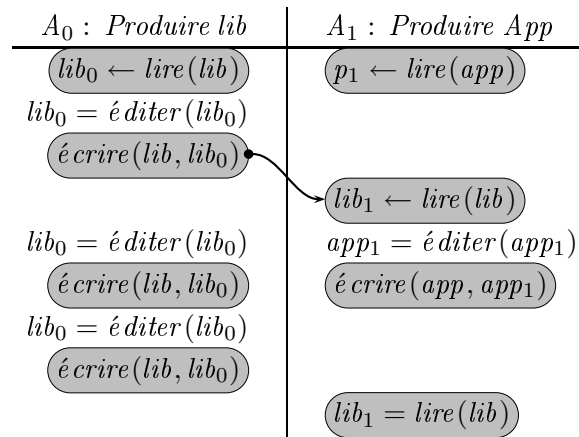 A₀ : Produire lib	A₁ : Produire App
lib₀ ← lire(lib)	p₁ ← lire(app)
lib₀ = éditer(lib₀)
écrire(lib, lib₀)
lib₁ ← lire(lib)
lib₀ = éditer(lib₀)	app₁ = éditer(app₁)
écrire(lib, lib₀)	écrire(app, app₁)
lib₀ = éditer(lib₀)
écrire(lib, lib₀)
lib₁ = lire(lib)